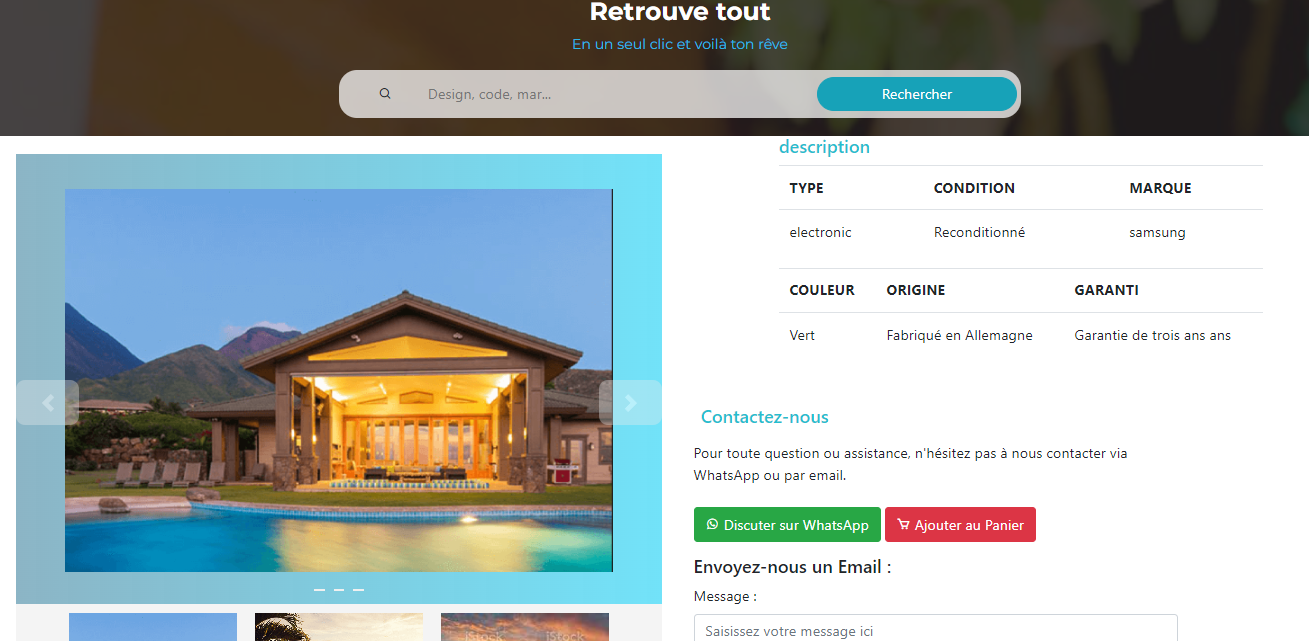 Retrouve tout
En un seul clic et voilà ton rêve
Design, code, mar...
Rechercher
description
TYPE CONDITION MARQUE
electronic Reconditionné samsung
COULEUR ORIGINE GARANTI
Vert Fabriqué en Allemagne Garantie de trois ans ans
Contactez-nous
Pour toute question ou assistance, n'hésitez pas à nous contacter via
WhatsApp ou par email.
Discuter sur WhatsApp Ajouter au Panier
Envoyez-nous un Email :
Message :
Saisissez votre message ici
iStock iStock